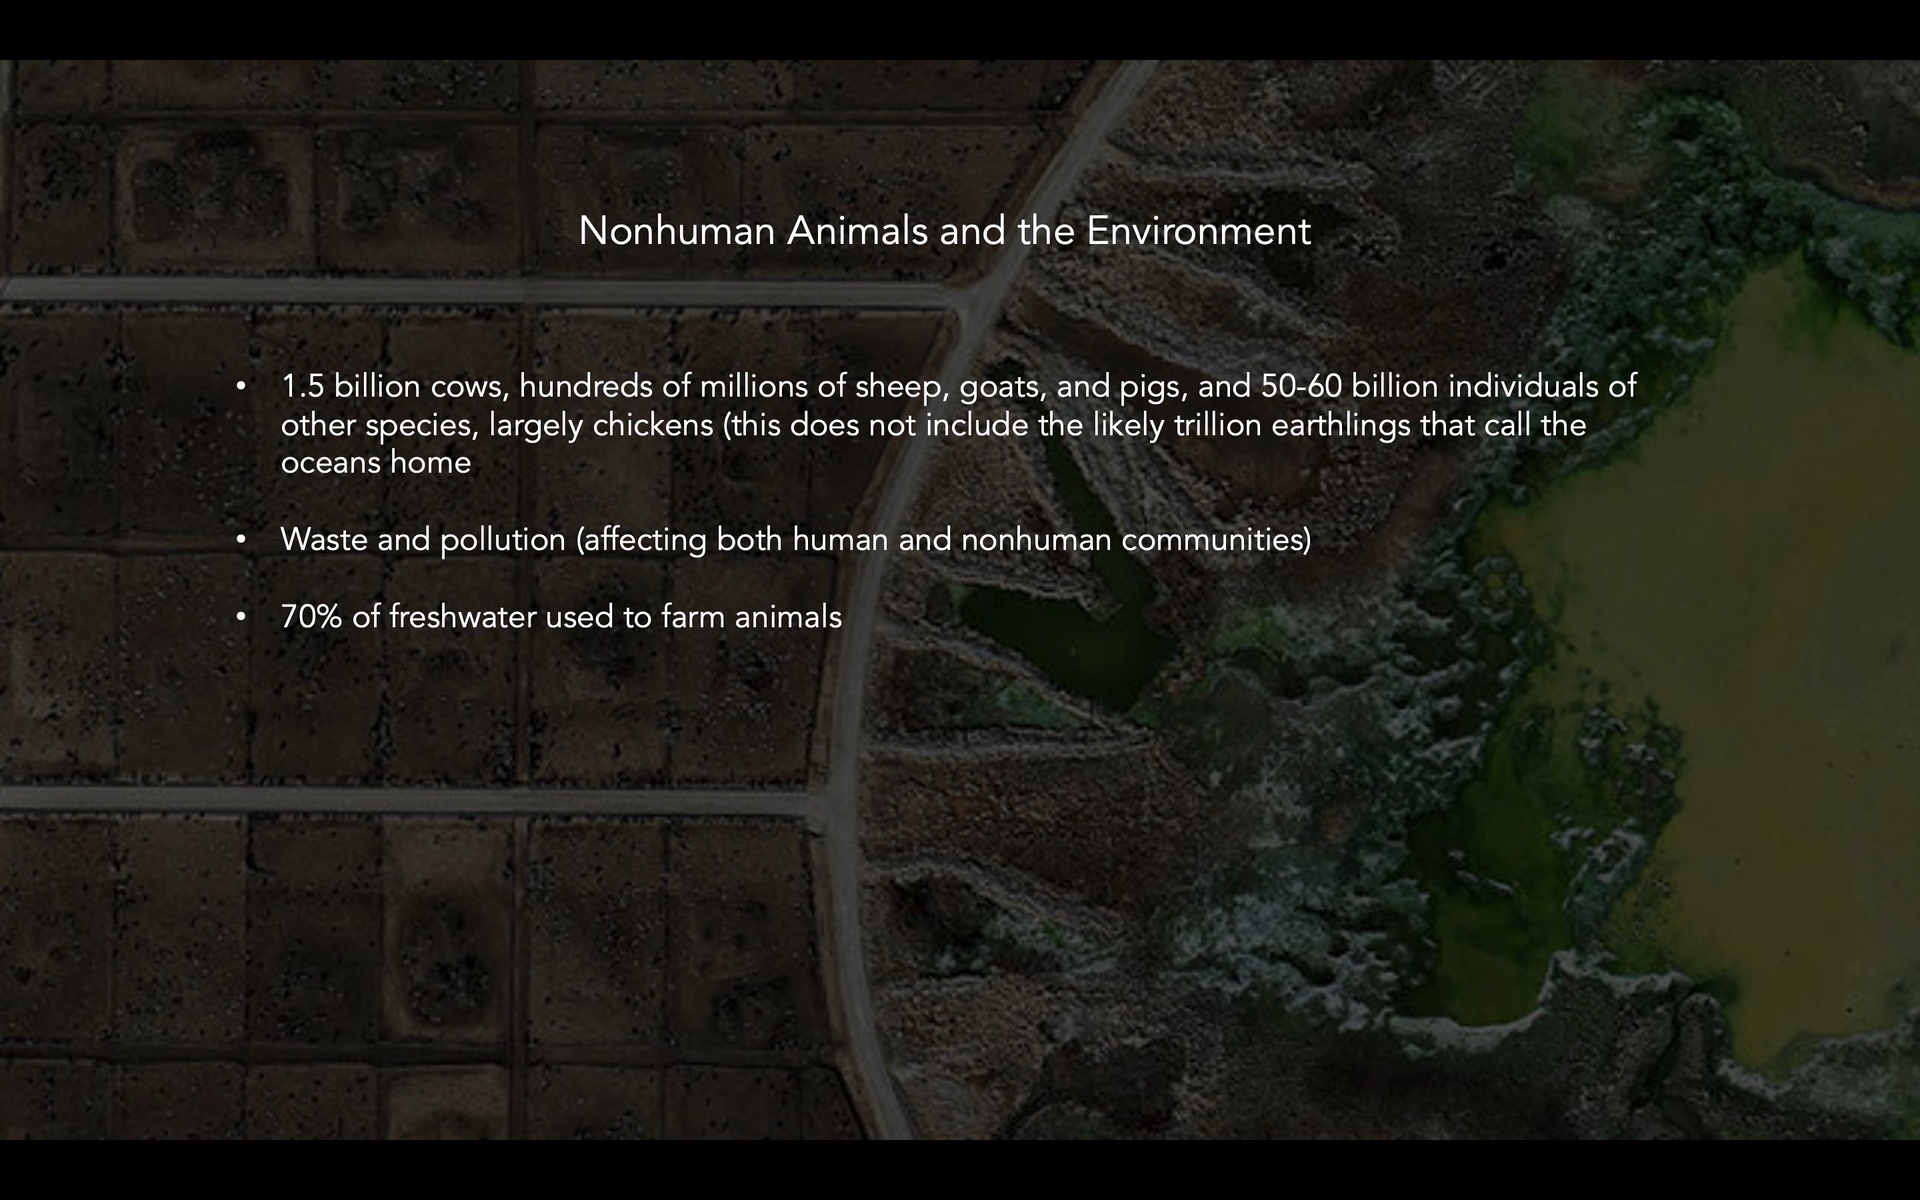 Nonhuman Animals and the Environment
• 1.5 billion cows, hundreds of millions of sheep, goats, and pigs, and 50-60 billion individuals of
other species, largely chickens (this does not include the likely trillion earthlings that call the
oceans home
• Waste and pollution (affecting both human and nonhuman communities)
• 70% of freshwater used to farm animals